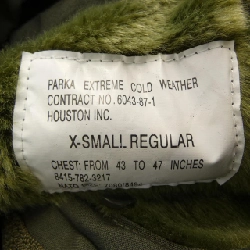 PARKA EXTREME COLD WEATHER
CONTRACT NO. 6043-87-1
HOUSTON INC.
X-SMALL REGULAR
CHEST: FROM 43 TO 47 INCHES
8415-782-3217